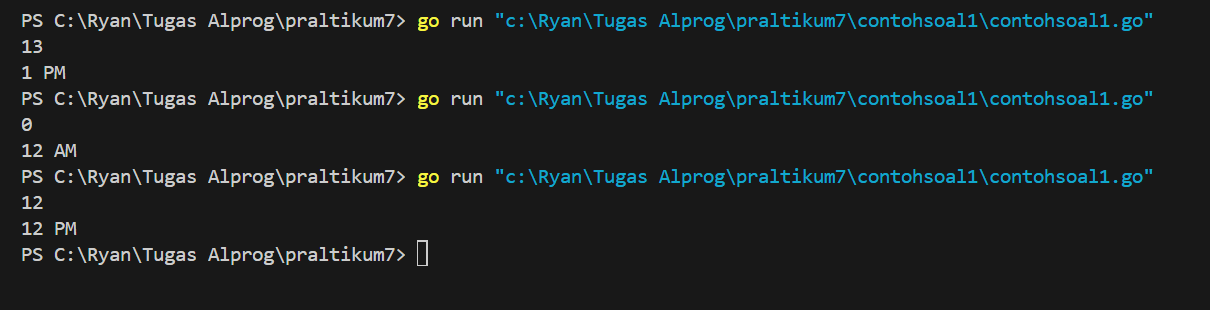 PS C:\Ryan\Tugas Alprog\praltikum7> go run "c:\Ryan\Tugas Alprog\praltikum7\contohsoal1\contohsoal1.go"
13
1 PM
PS C:\Ryan\Tugas Alprog\praltikum7> go run "c:\Ryan\Tugas Alprog\praltikum7\contohsoal1\contohsoal1.go"
0
12 AM
PS C:\Ryan\Tugas Alprog\praltikum7> go run "c:\Ryan\Tugas Alprog\praltikum7\contohsoal1\contohsoal1.go"
12
12 PM
PS C:\Ryan\Tugas Alprog\praltikum7>